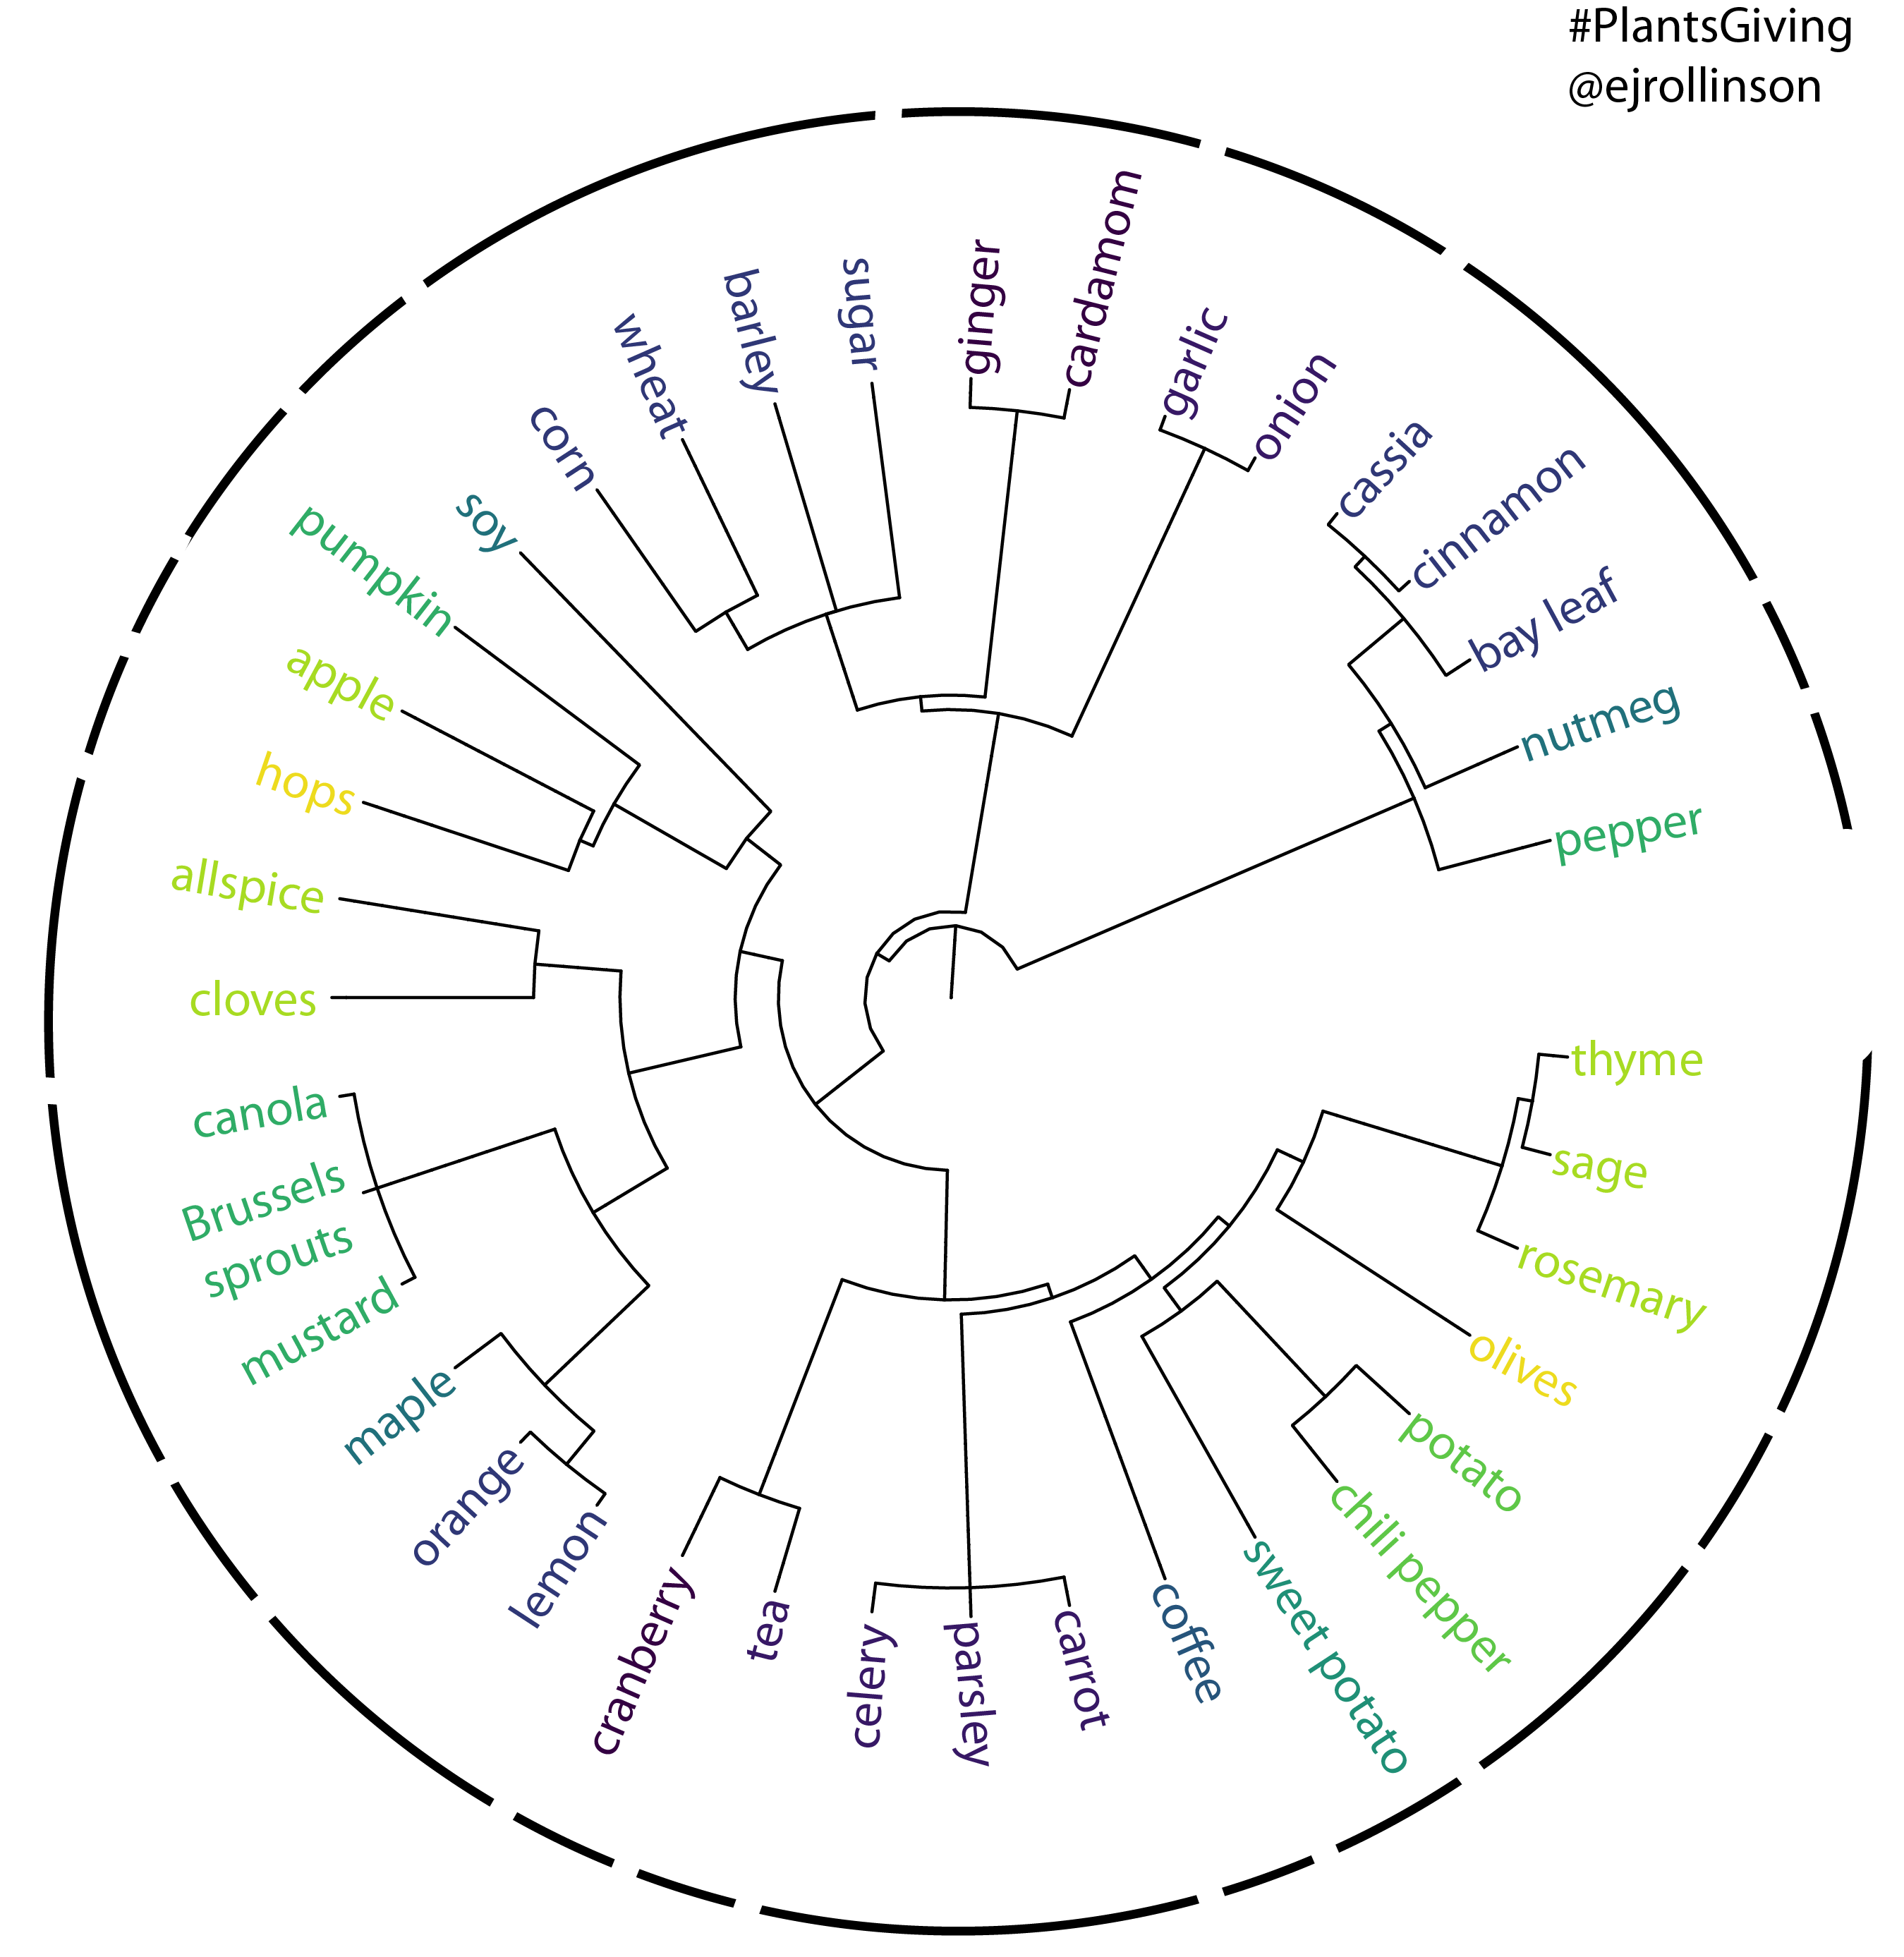 #PlantsGiving
@ejrollinson
ginger
cardamom
garlic
onion
cassia
cinnamon
bay leaf
nutmeg
pepper
thyme
sage
rosemary
olives
potato
chili pepper
sweet potato
coffee
carrot
parsley
celery
tea
cranberry
lemon
orange
maple
mustard
Brussels
sprouts
canola
cloves
allspice
hops
apple
pumpkin
soy
corn
wheat
barley
sugar